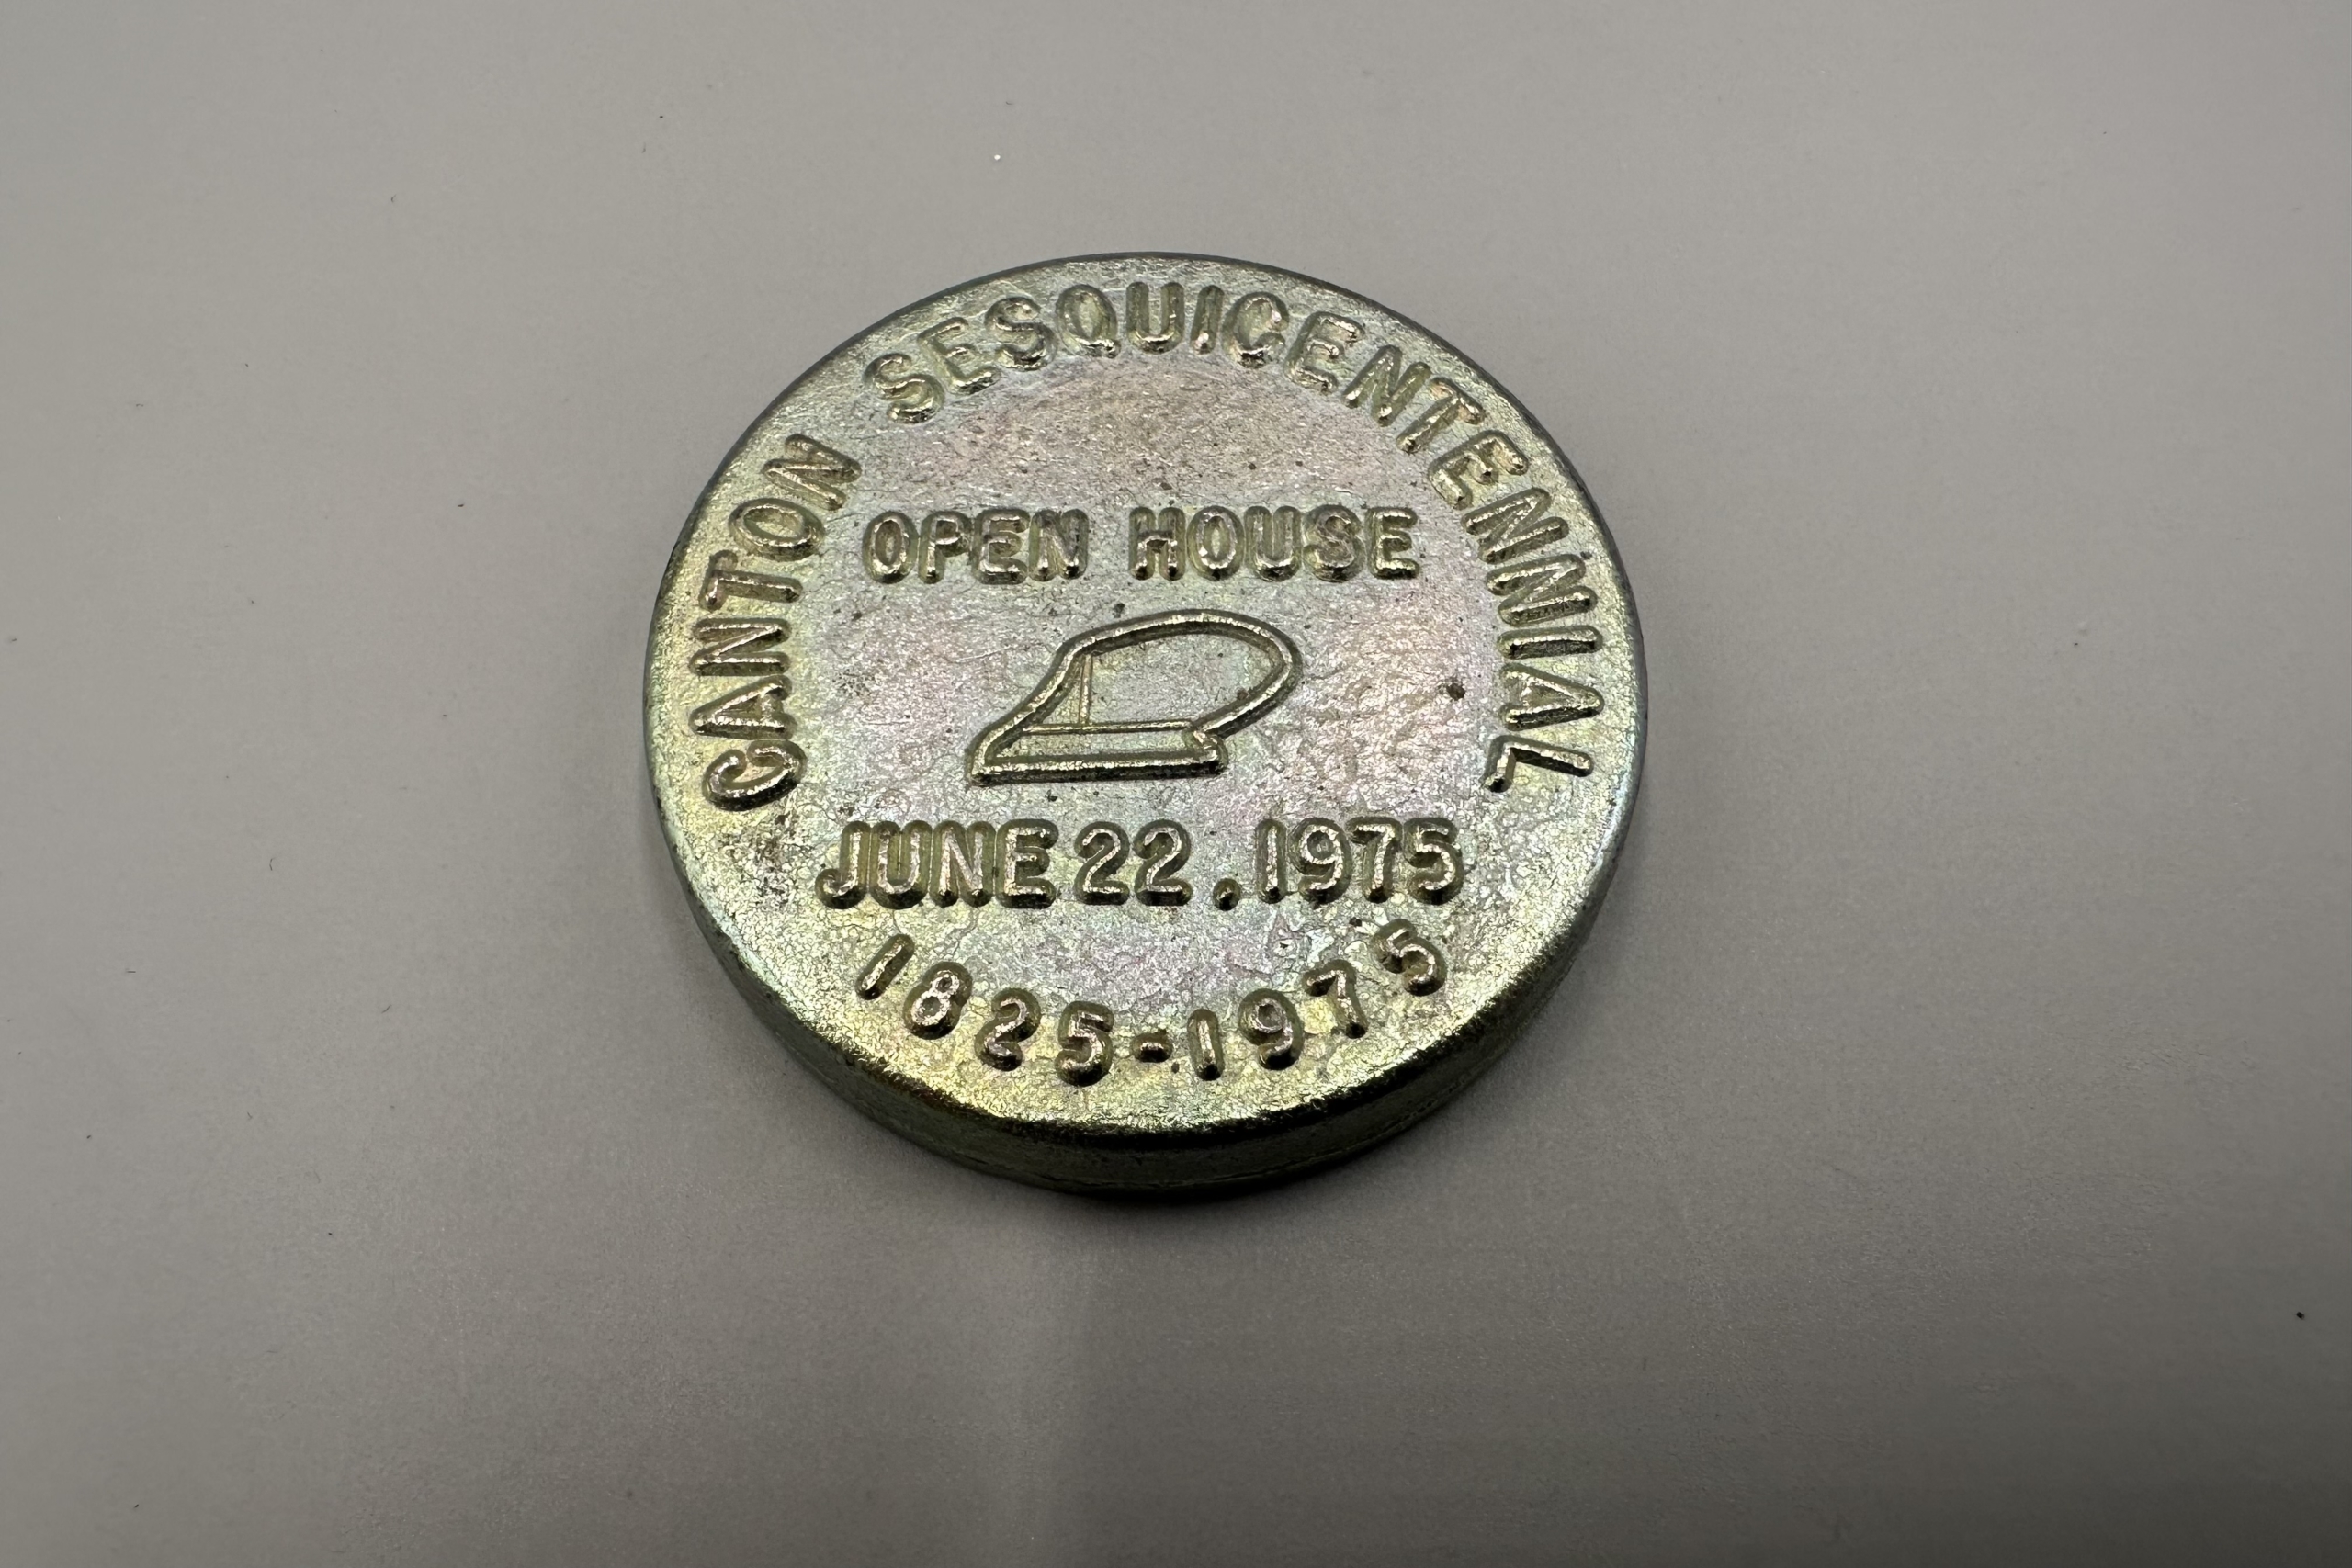 CANTON SESQUICENTENNIAL
OPEN HOUSE
JUNE 22, 1975
1825-1975